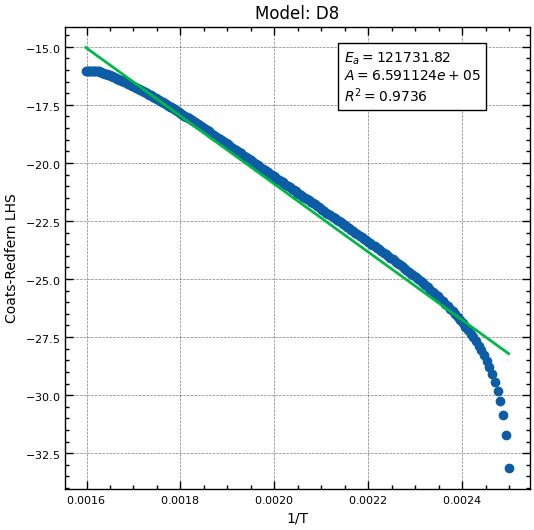 Model: D8
−15.0
−17.5
−20.0
−22.5
−25.0
−27.5
−30.0
−32.5
Coats-Redfern LHS
Eₐ = 121731.82
A = 6.591124e + 05
R² = 0.9736
0.0016 0.0018 0.0020 0.0022 0.0024
1/T